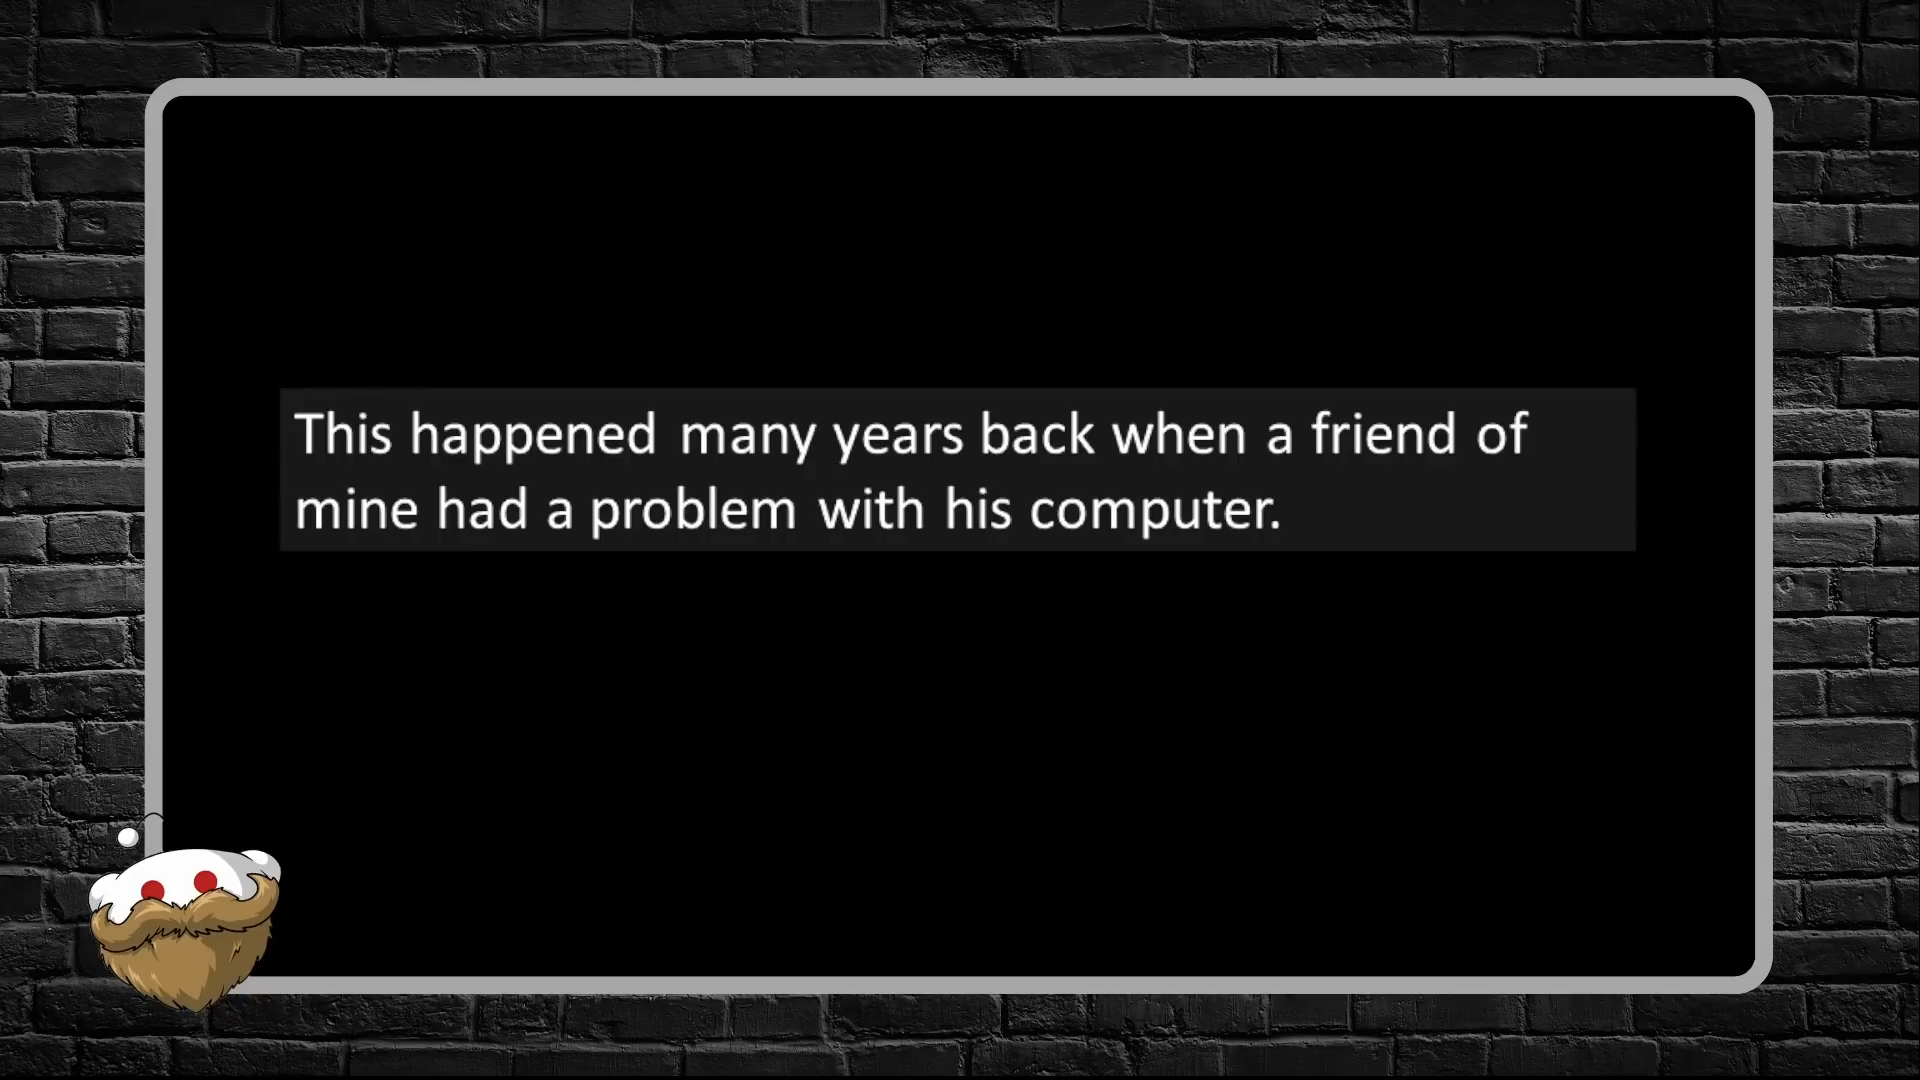 This happened many years back when a friend of
mine had a problem with his computer.